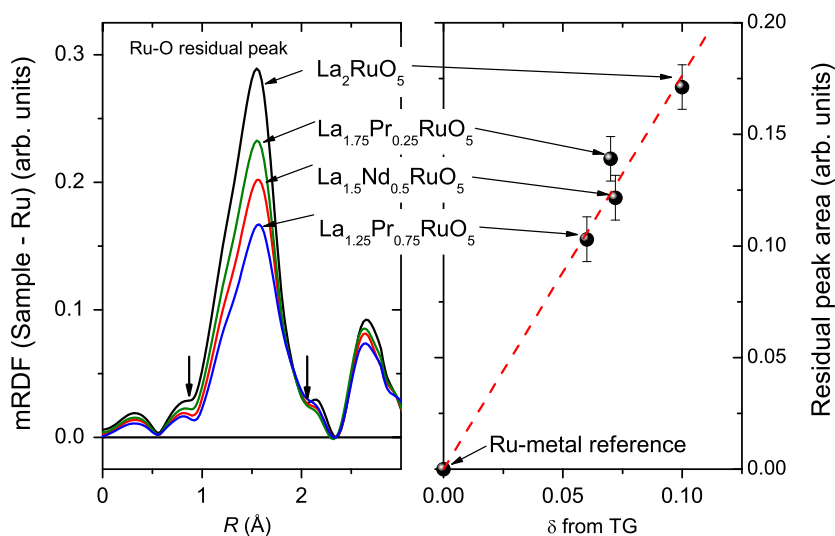 Ru-O residual peak
La₂RuO₅
La₁.₇₅Pr₀.₂₅RuO₅
La₁.₅Nd₀.₅RuO₅
La₁.₂₅Pr₀.₇₅RuO₅
Ru-metal reference
mRDF (Sample - Ru) (arb. units)
0.3
0.2
0.1
0.0
0
1
2
R (Å)
0.00
0.05
0.10
δ from TG
0.20
0.15
0.10
0.05
0.00
Residual peak area (arb. units)